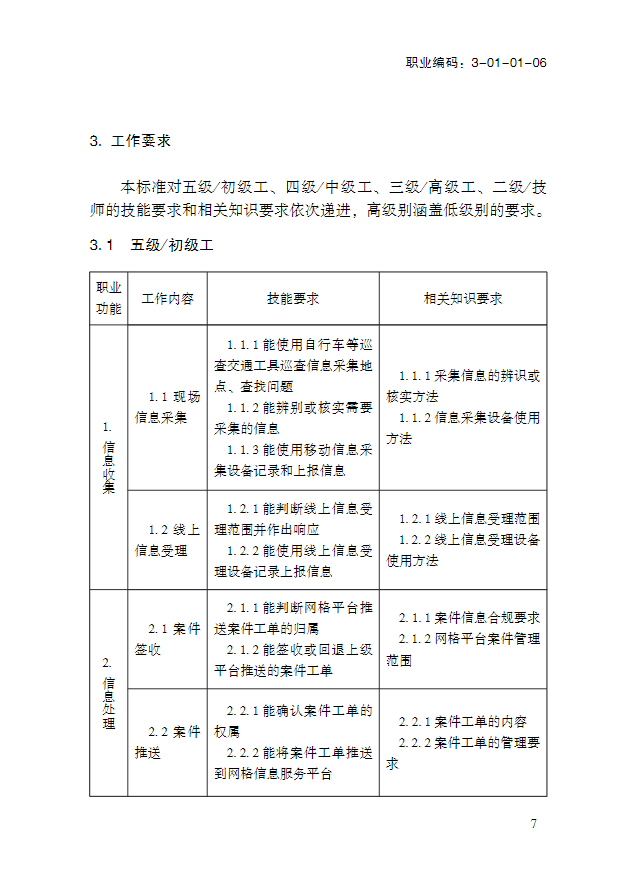 职业编码：3-01-01-06
3. 工作要求
本标准对五级/初级工、四级/中级工、三级/高级工、二级/技
师的技能要求和相关知识要求依次递进，高级别涵盖低级别的要求。
3.1 五级/初级工
职业
功能
工作内容
技能要求
相关知识要求
1.
信
息
收
集
1.1 现场
信息采集
1.1.1 能使用自行车等巡
查交通工具巡查信息采集地
点、查找问题
1.1.2 能辨别或核实需要
采集的信息
1.1.3 能使用移动信息采
集设备记录和上报信息
1.1.1 采集信息的辨识或
核实方法
1.1.2 信息采集设备使用
方法
1.2 线上
信息受理
1.2.1 能判断线上信息受
理范围并作出响应
1.2.2 能使用线上信息受
理设备记录上报信息
1.2.1 线上信息受理范围
1.2.2 线上信息受理设备
使用方法
2.
信
息
处
理
2.1 案件
签收
2.1.1 能判断网格平台推
送案件工单的归属
2.1.2 能签收或回退上级
平台推送的案件工单
2.1.1 案件信息合规要求
2.1.2 网格平台案件管理
范围
2.2 案件
推送
2.2.1 能确认案件工单的
权属
2.2.2 能将案件工单推送
到网格信息服务平台
2.2.1 案件工单的内容
2.2.2 案件工单的管理要
求
7